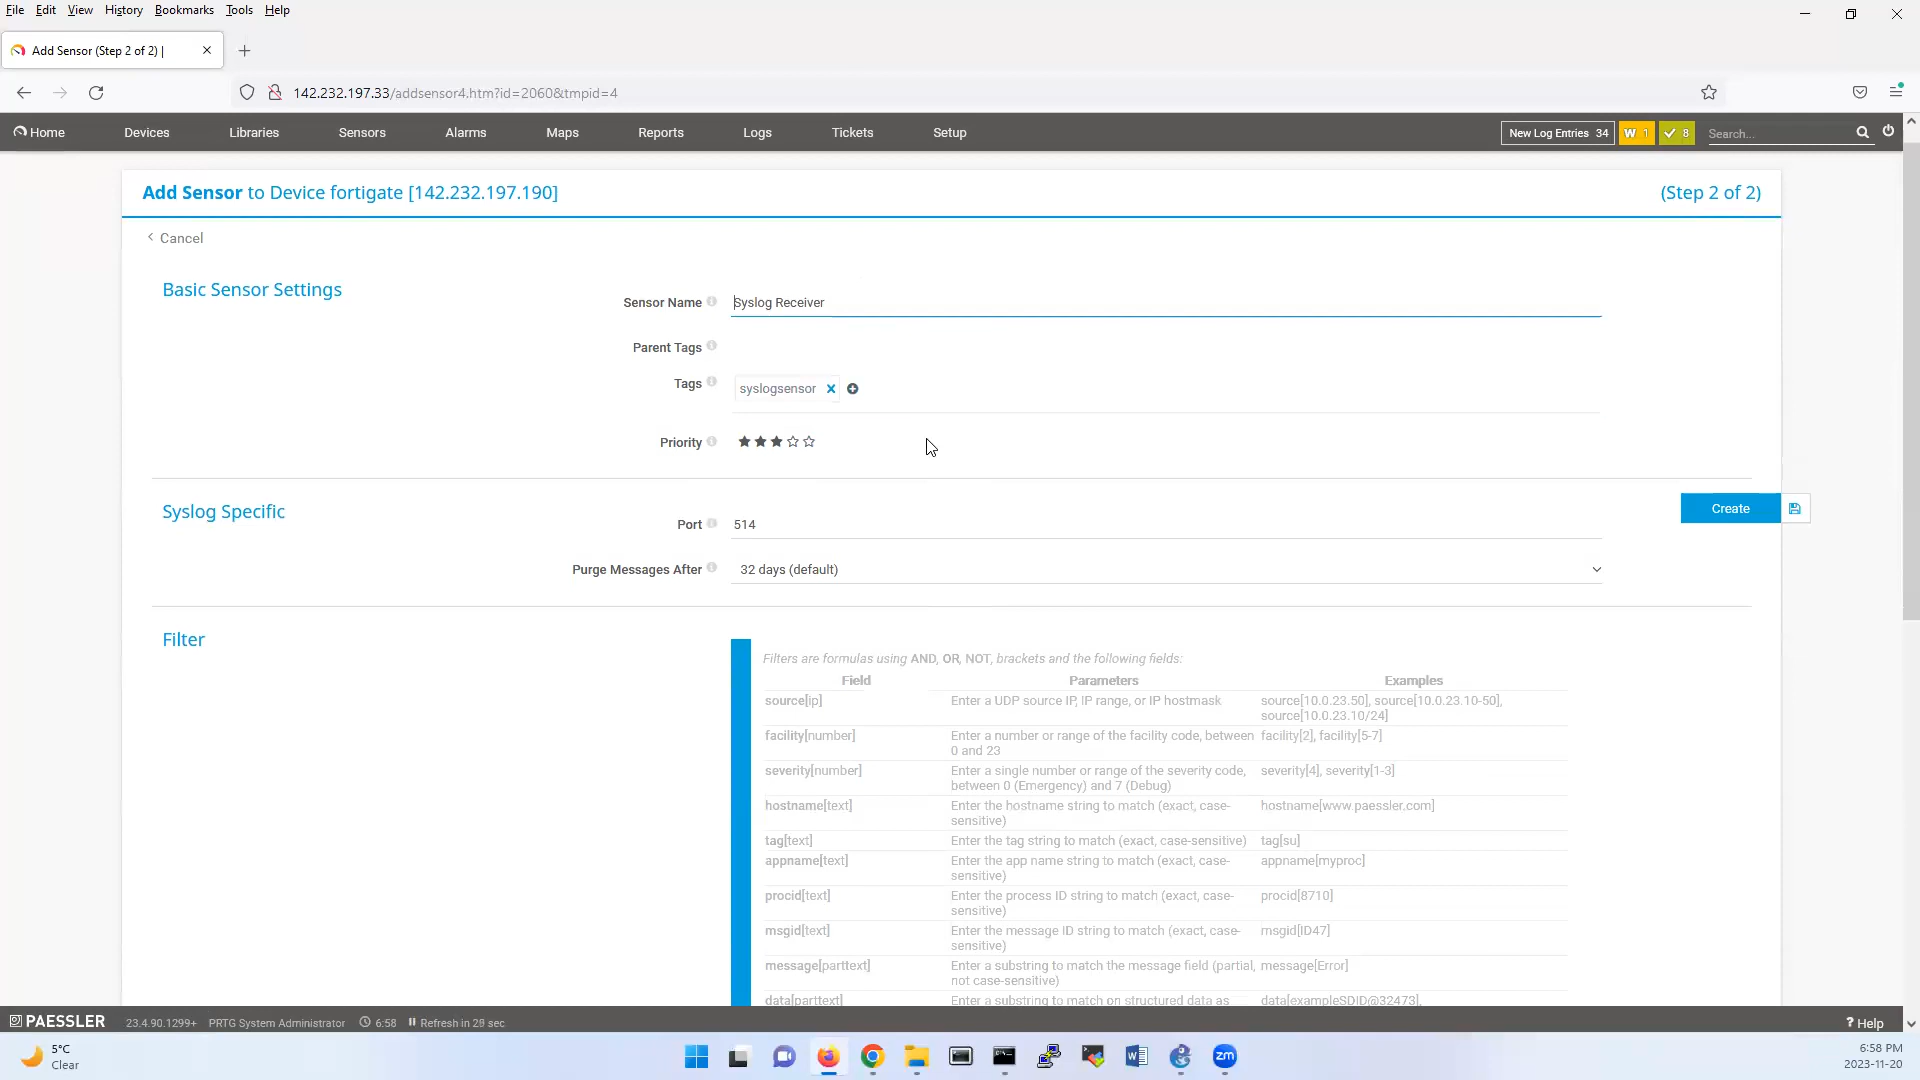 File Edit View History Bookmarks Tools Help
Add Sensor (Step 2 of 2) |
142.232.197.33/addsensor4.htm?id=2060&tmpid=4
Home Devices Libraries Sensors Alarms Maps Reports Logs Tickets Setup New Log Entries 34 W 1 8 Search...
Add Sensor to Device fortigate [142.232.197.190] (Step 2 of 2)
< Cancel
Basic Sensor Settings
Sensor Name Syslog Receiver
Parent Tags
Tags syslogsensor
Priority
Syslog Specific
Create
Port 514
Purge Messages After 32 days (default)
Filter
Filters are formulas using AND, OR, NOT, brackets and the following fields:
Field Parameters Examples
source[ip] Enter a UDP source IP, IP range, or IP hostmask source[10.0.23.50], source[10.0.23.10-50],
source[10.0.23.10/24]
facility[number] Enter a number or range of the facility code, between facility[2], facility[5-7]
0 and 23
severity[number] Enter a single number or range of the severity code, severity[4], severity[1-3]
between 0 (Emergency) and 7 (Debug)
hostname[text] Enter the hostname string to match (exact, case- hostname[www.paessler.com]
sensitive)
tag[text] Enter the tag string to match (exact, case-sensitive) tag[su]
appname[text] Enter the app name string to match (exact, case- appname[myproc]
sensitive)
procid[text] Enter the process ID string to match (exact, case- procid[8710]
sensitive)
msgid[text] Enter the message ID string to match (exact, case- msgid[ID47]
sensitive)
message[parttext] Enter a substring to match the message field (partial, message[Error]
not case-sensitive)
data[parttext] Enter a substring to match on structured data as data[exampleSDID@32473],
PAESSLER 23.4.90.1299+ PRTG System Administrator 6:58 Refresh in 28 sec ? Help
5°C
Clear
zm
6:58 PM
2023-11-20